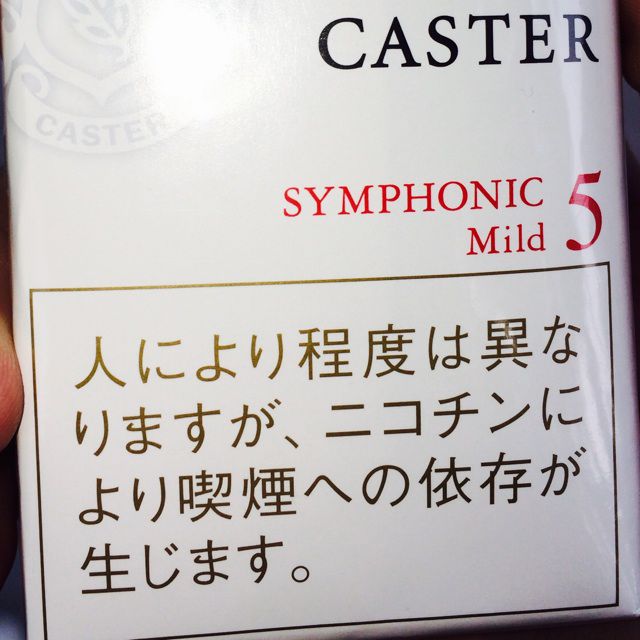 CASTER
CASTER
SYMPHONIC
Mild 5
人により程度は異な
りますが、ニコチンに
より喫煙への依存が
生じます。